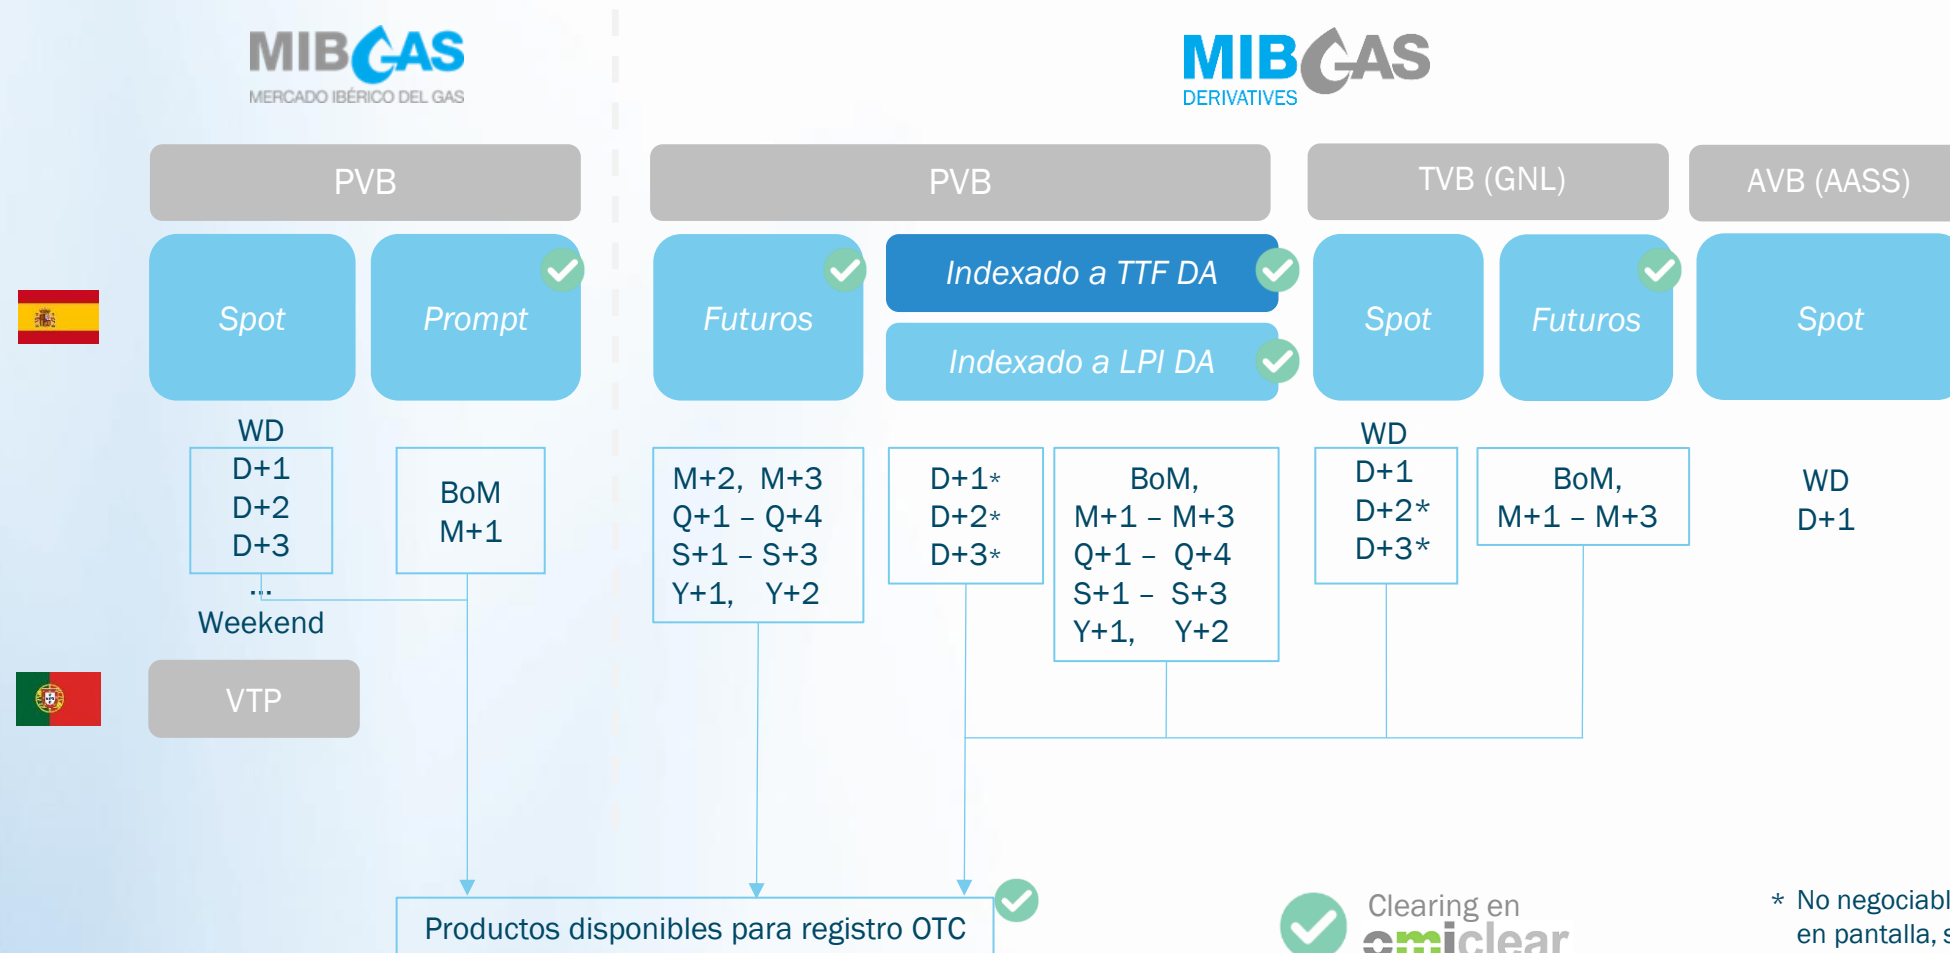 MIBGAS
MERCADO IBÉRICO DEL GAS
MIBGAS
DERIVATIVES
PVB
PVB
TVB (GNL)
AVB (AASS)
Spot
Prompt
Futuros
Indexado a TTF DA
Indexado a LPI DA
Spot
Futuros
Spot
WD
D+1
D+2
D+3
...
Weekend
BoM
M+1
M+2, M+3
Q+1 – Q+4
S+1 – S+3
Y+1, Y+2
D+1*
D+2*
D+3*
BoM,
M+1 – M+3
Q+1 – Q+4
S+1 – S+3
Y+1, Y+2
WD
D+1
D+2*
D+3*
BoM,
M+1 – M+3
WD
D+1
VTP
Productos disponibles para registro OTC
Clearing en
omiclear
* No
en pantalla,